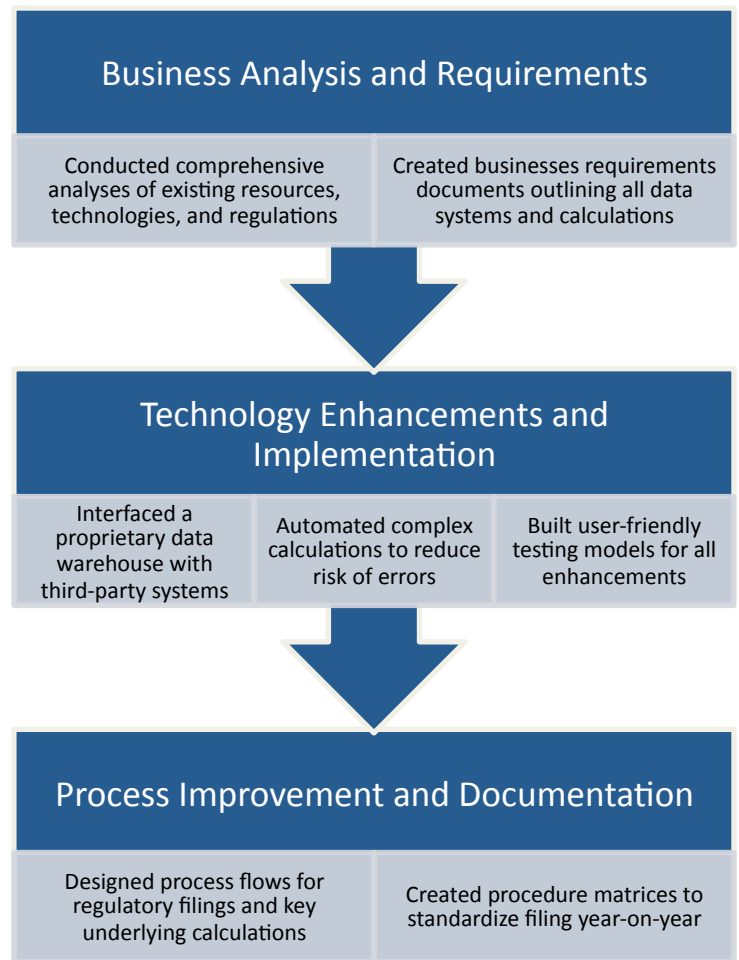 Business Analysis and Requirements
Conducted comprehensive
analyses of existing resources,
technologies, and regulations
Created businesses requirements
documents outlining all data
systems and calculations
Technology Enhancements and
Implementation
Interfaced a
proprietary data
warehouse with
third-party systems
Automated complex
calculations to reduce
risk of errors
Built user-friendly
testing models for all
enhancements
Process Improvement and Documentation
Designed process flows for
regulatory filings and key
underlying calculations
Created procedure matrices to
standardize filing year-on-year